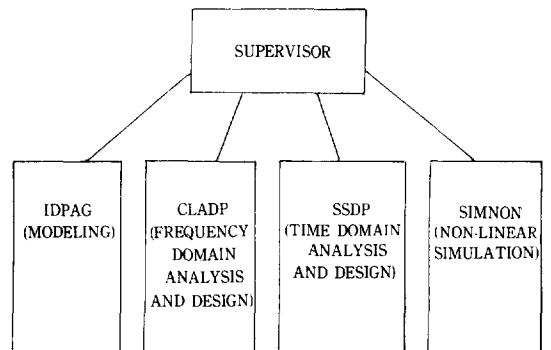 SUPERVISOR
IDPAG
(MODELING)
CLADP
(FREQUENCY
DOMAIN
ANALYSIS
AND DESIGN)
SSDP
(TIME DOMAIN
ANALYSIS
AND DESIGN)
SIMNON
(NON-LINEAR
SIMULATION)